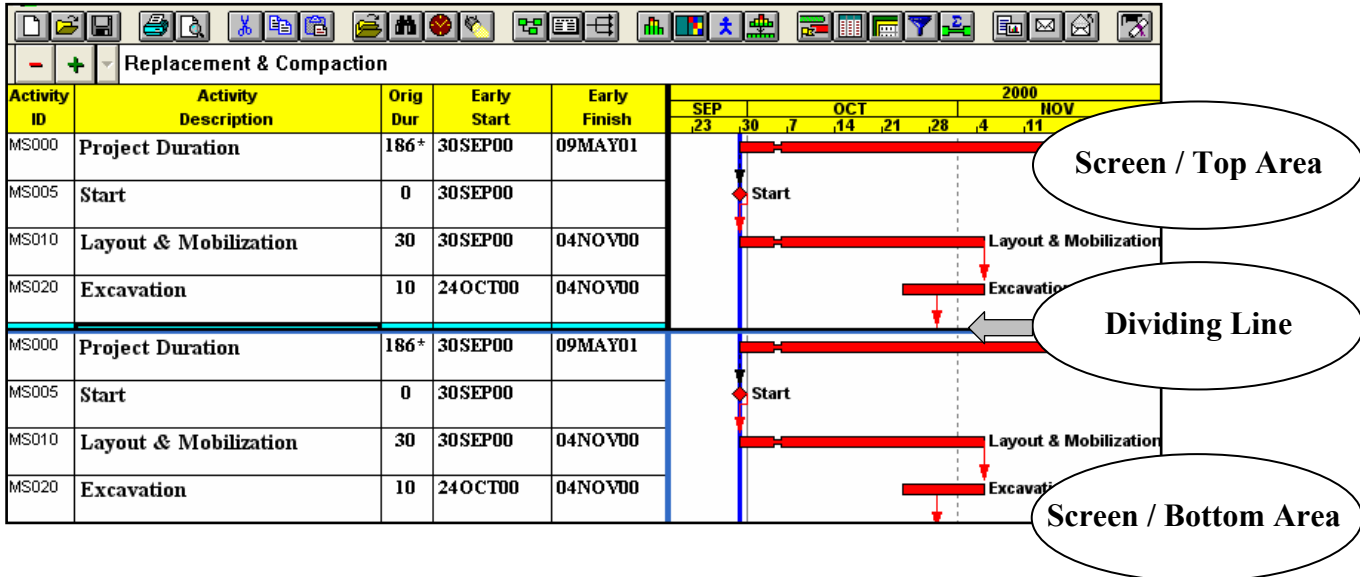 Replacement & Compaction
Activity ID Activity Description Orig Dur Early Start Early Finish 2000
SEP OCT NOV
23 30 7 14 21 28 4 11
MS000 Project Duration 186* 30SEP00 09MAY01
Screen / Top Area
MS005 Start 0 30SEP00 Start
MS010 Layout & Mobilization 30 30SEP00 04NOV00 Layout & Mobilization
MS020 Excavation 10 24OCT00 04NOV00 Excavation
Dividing Line
MS000 Project Duration 186* 30SEP00 09MAY01
MS005 Start 0 30SEP00 Start
MS010 Layout & Mobilization 30 30SEP00 04NOV00 Layout & Mobilization
MS020 Excavation 10 24OCT00 04NOV00 Excavati
Screen / Bottom Area